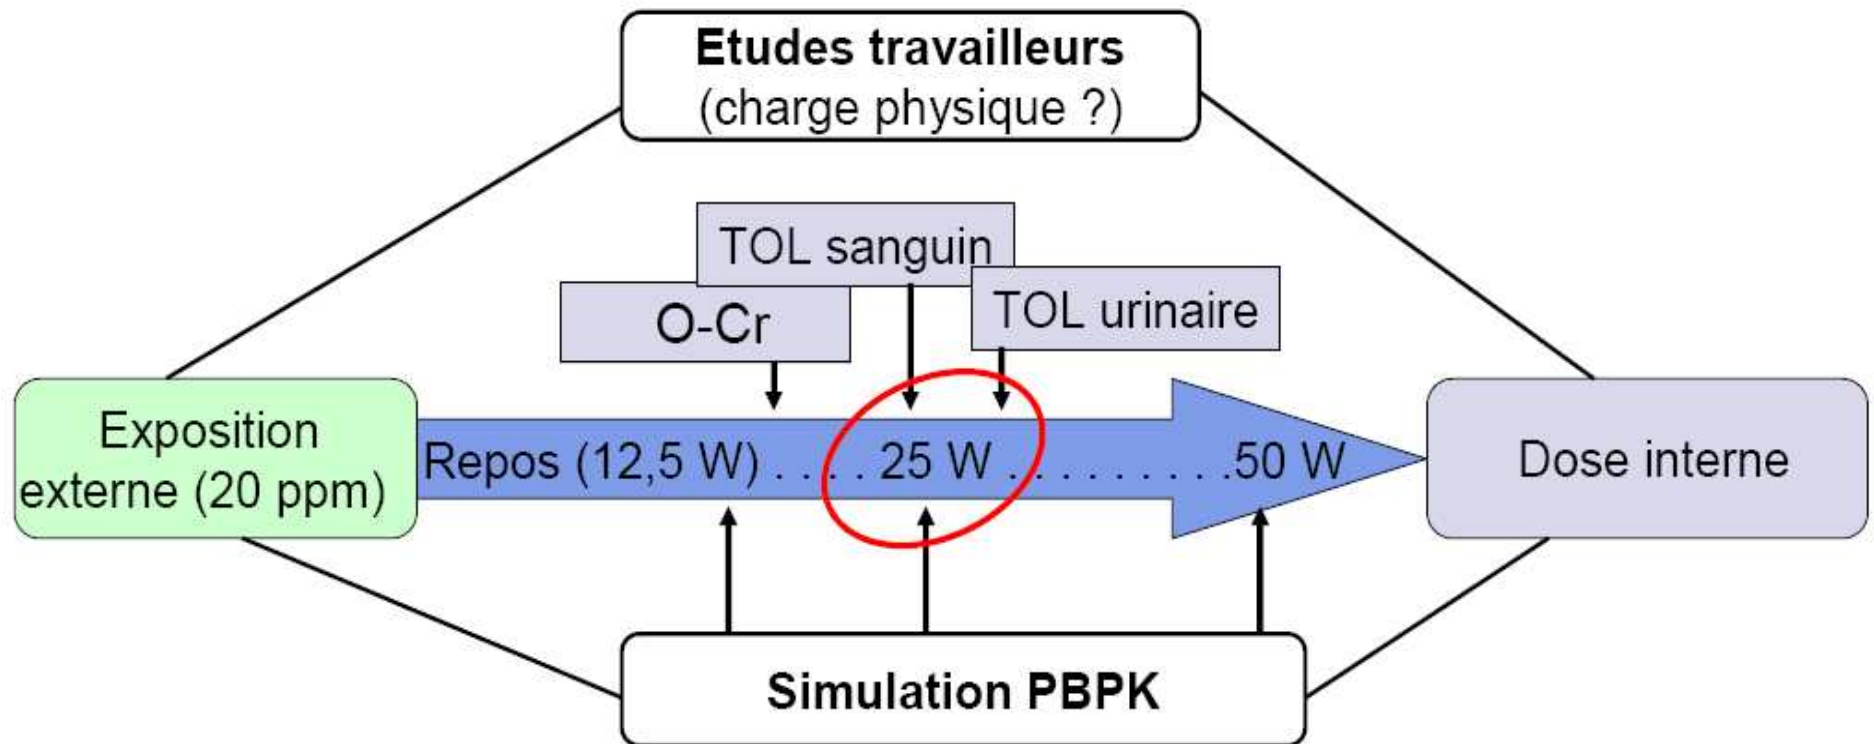 Etudes travailleurs
(charge physique ?)
TOL sanguin
O-Cr
TOL urinaire
Exposition
externe (20 ppm)
Repos (12,5 W) . . . . 25 W . . . . . . . . . .50 W
Dose interne
Simulation PBPK